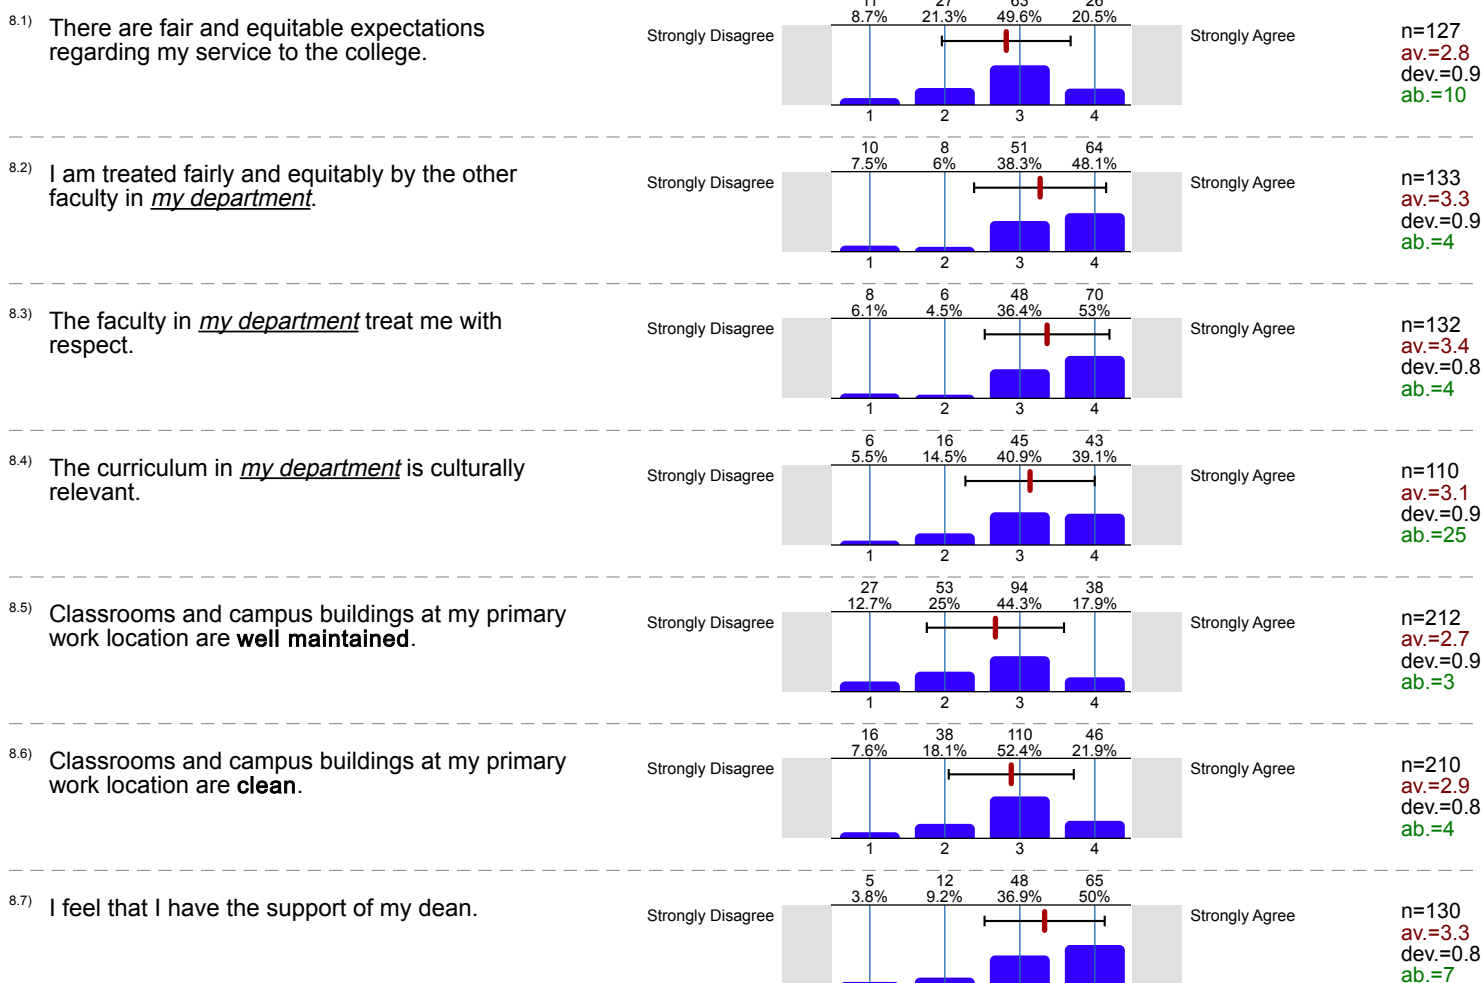 11 27 63 26
8.7% 21.3% 49.6% 20.5%
8.1) There are fair and equitable expectations
regarding my service to the college.
Strongly Disagree
Strongly Agree
n=127
av.=2.8
dev.=0.9
ab.=10
1 2 3 4
10 8 51 64
7.5% 6% 38.3% 48.1%
8.2) I am treated fairly and equitably by the other
faculty in my department.
Strongly Disagree
Strongly Agree
n=133
av.=3.3
dev.=0.9
ab.=4
1 2 3 4
8 6 48 70
6.1% 4.5% 36.4% 53%
8.3) The faculty in my department treat me with
respect.
Strongly Disagree
Strongly Agree
n=132
av.=3.4
dev.=0.8
ab.=4
1 2 3 4
6 16 45 43
5.5% 14.5% 40.9% 39.1%
8.4) The curriculum in my department is culturally
relevant.
Strongly Disagree
Strongly Agree
n=110
av.=3.1
dev.=0.9
ab.=25
1 2 3 4
27 53 94 38
12.7% 25% 44.3% 17.9%
8.5) Classrooms and campus buildings at my primary
work location are well maintained.
Strongly Disagree
Strongly Agree
n=212
av.=2.7
dev.=0.9
ab.=3
1 2 3 4
16 38 110 46
7.6% 18.1% 52.4% 21.9%
8.6) Classrooms and campus buildings at my primary
work location are clean.
Strongly Disagree
Strongly Agree
n=210
av.=2.9
dev.=0.8
ab.=4
1 2 3 4
5 12 48 65
3.8% 9.2% 36.9% 50%
8.7) I feel that I have the support of my dean.
Strongly Disagree
Strongly Agree
n=130
av.=3.3
dev.=0.8
ab.=7